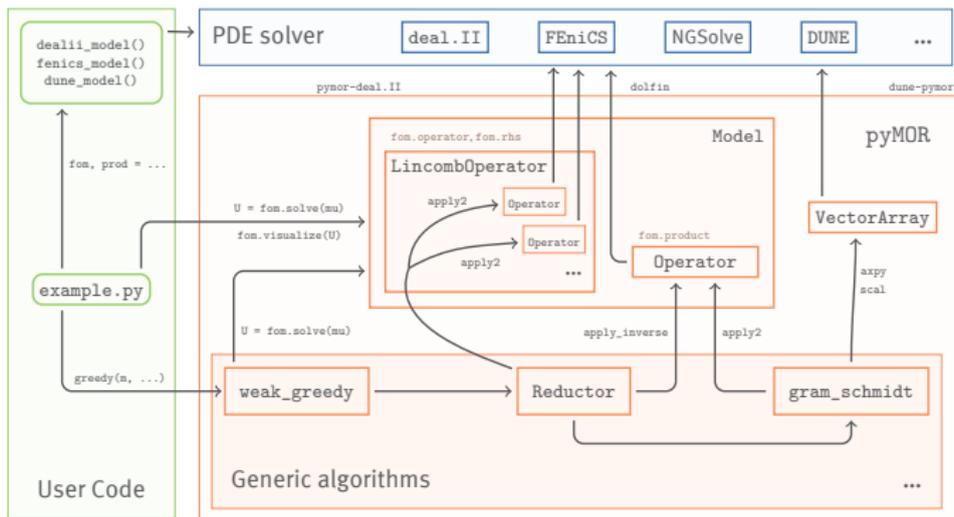 dealii_model()
fenics_model()
dune_model()
PDE solver
deal.II
FEniCS
NGSolve
DUNE
...
pymor-deal.II
dolfin
dune-pymor
fom, prod = ...
fom.operator,fom.rhs
Model
pyMOR
LincombOperator
apply2
Operator
Operator
apply2
...
U = fom.solve(mu)
fom.visualize(U)
fom.product
Operator
VectorArray
axpy
scal
example.py
U = fom.solve(mu)
apply_inverse
apply2
greedy(m, ...)
weak_greedy
Reductor
gram_schmidt
User Code
Generic algorithms
...